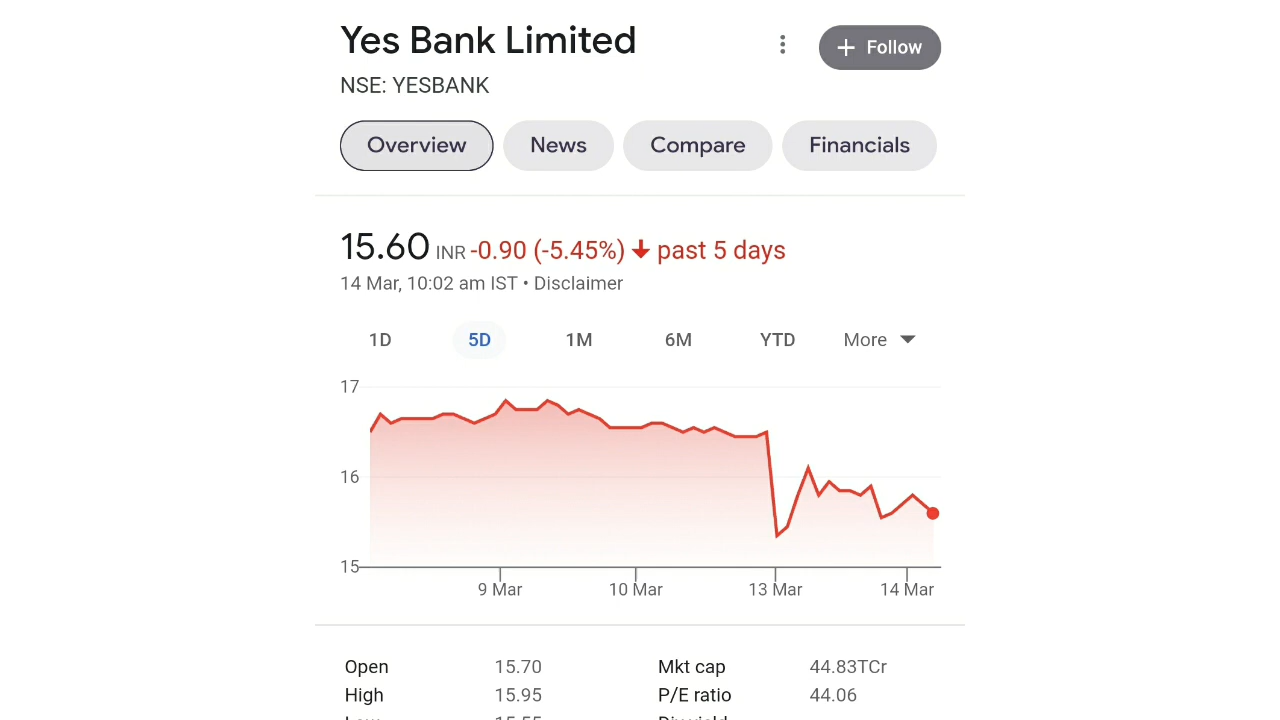 Yes Bank Limited
+ Follow
NSE: YESBANK
Overview News Compare Financials
15.60 INR -0.90 (-5.45%) ↓ past 5 days
14 Mar, 10:02 am IST • Disclaimer
1D 5D 1M 6M YTD More
17
16
15
9 Mar 10 Mar 13 Mar 14 Mar
Open 15.70 Mkt cap 44.83TCr
High 15.95 P/E ratio 44.06